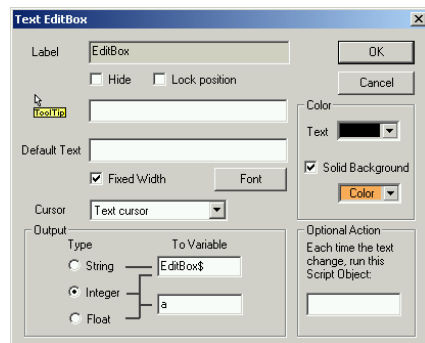 Text EditBox
Label EditBox OK
Hide Lock position Cancel
ToolTip
Color
Text
Default Text
Solid Background
Fixed Width Font
Color
Cursor Text cursor
Output
Type To Variable
String EditBox$
Integer
a
Float
Optional Action
Each time the text
change, run this
Script Object: